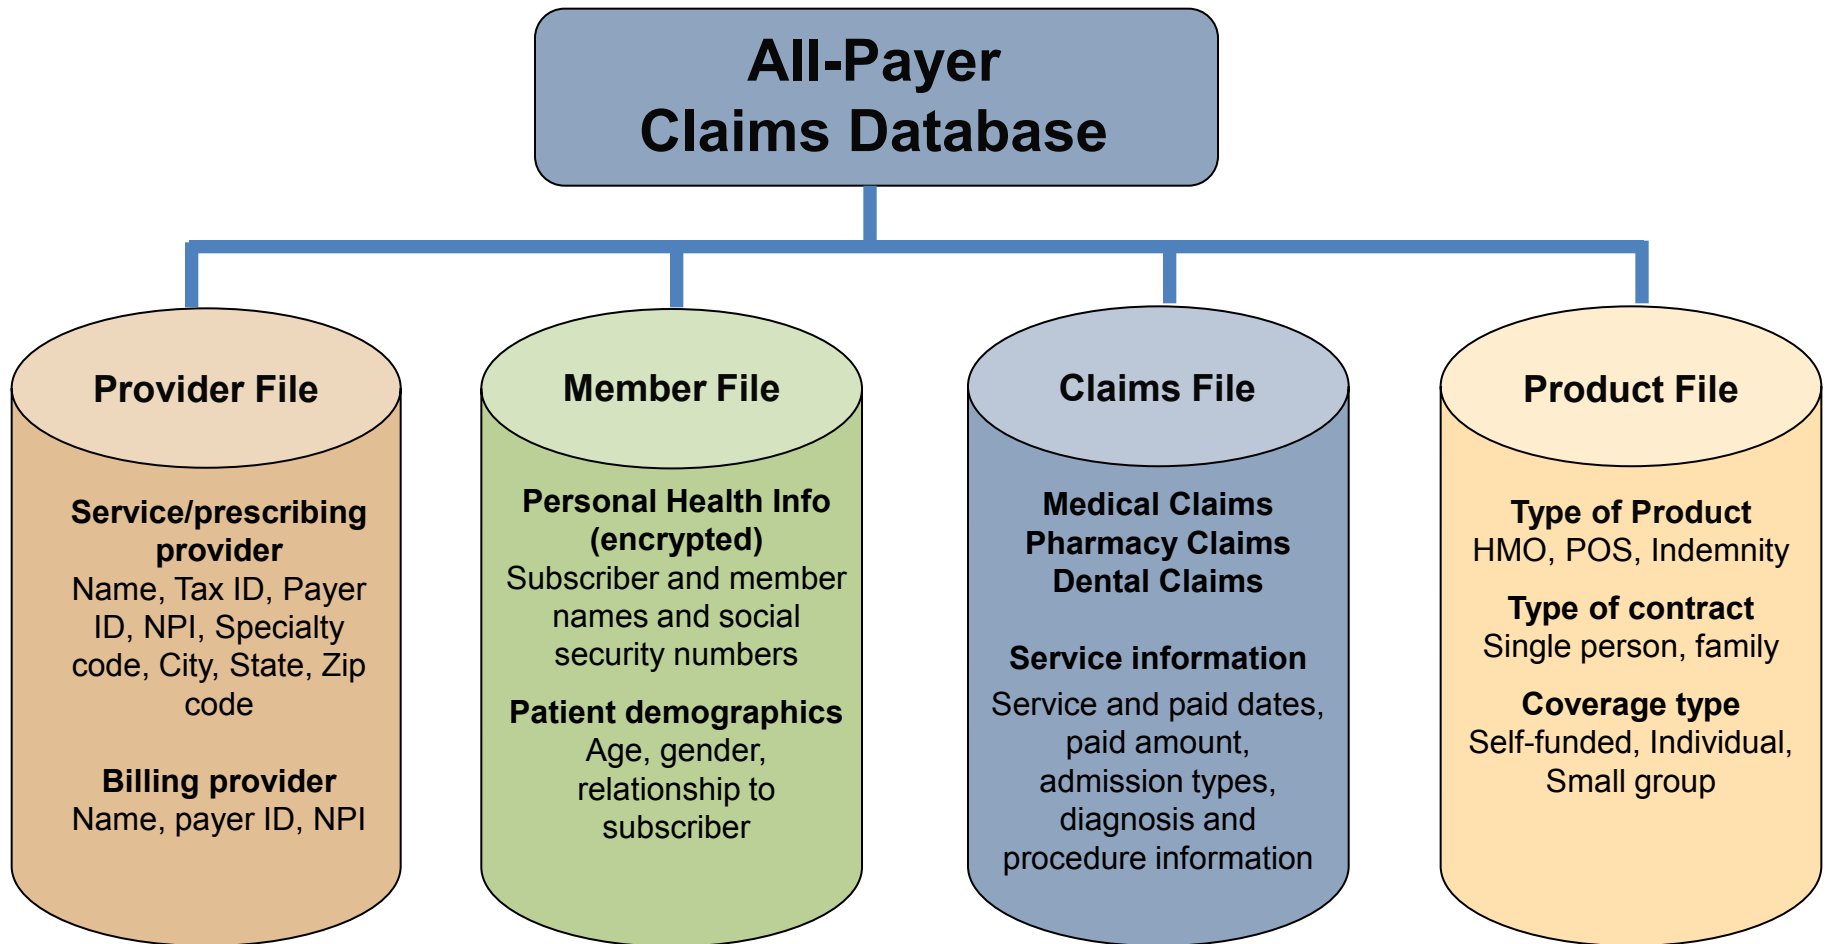 All-Payer
Claims Database
Provider File
Service/prescribing
provider
Name, Tax ID, Payer
ID, NPI, Specialty
code, City, State, Zip
code
Billing provider
Name, payer ID, NPI
Member File
Personal Health Info
(encrypted)
Subscriber and member
names and social
security numbers
Patient demographics
Age, gender,
relationship to
subscriber
Claims File
Medical Claims
Pharmacy Claims
Dental Claims
Service information
Service and paid dates,
paid amount,
admission types,
diagnosis and
procedure information
Product File
Type of Product
HMO, POS, Indemnity
Type of contract
Single person, family
Coverage type
Self-funded, Individual,
Small group